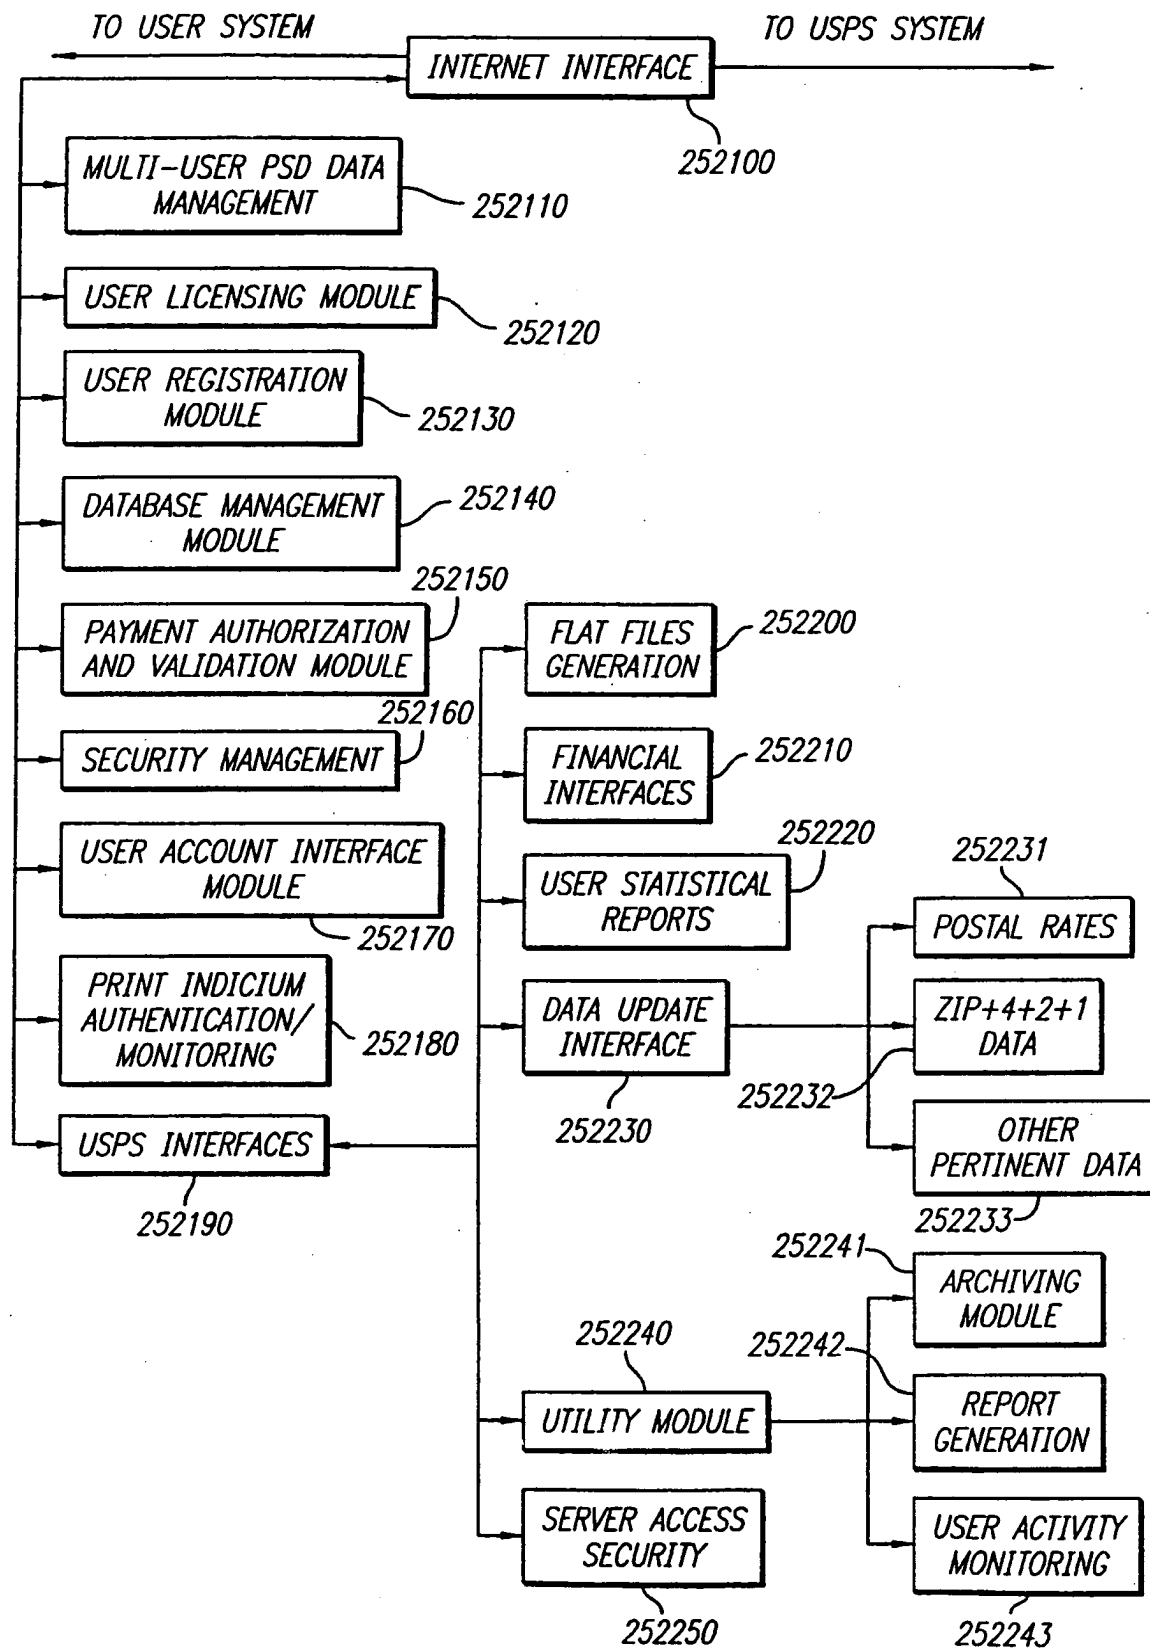 TO USER SYSTEM
TO USPS SYSTEM
INTERNET INTERFACE
252100
MULTI-USER PSD DATA
MANAGEMENT
252110
USER LICENSING MODULE
252120
USER REGISTRATION
MODULE
252130
DATABASE MANAGEMENT
MODULE
252140
252150
PAYMENT AUTHORIZATION
AND VALIDATION MODULE
252160
SECURITY MANAGEMENT
USER ACCOUNT INTERFACE
MODULE
252170
PRINT INDICIUM
AUTHENTICATION/
MONITORING
252180
USPS INTERFACES
252190
FLAT FILES
GENERATION
252200
FINANCIAL
INTERFACES
252210
252220
USER STATISTICAL
REPORTS
DATA UPDATE
INTERFACE
252230
252231
POSTAL RATES
ZIP+4+2+1
DATA
252232
OTHER
PERTINENT DATA
252233
252240
UTILITY MODULE
252241
ARCHIVING
MODULE
252242
REPORT
GENERATION
USER ACTIVITY
MONITORING
252243
SERVER ACCESS
SECURITY
252250